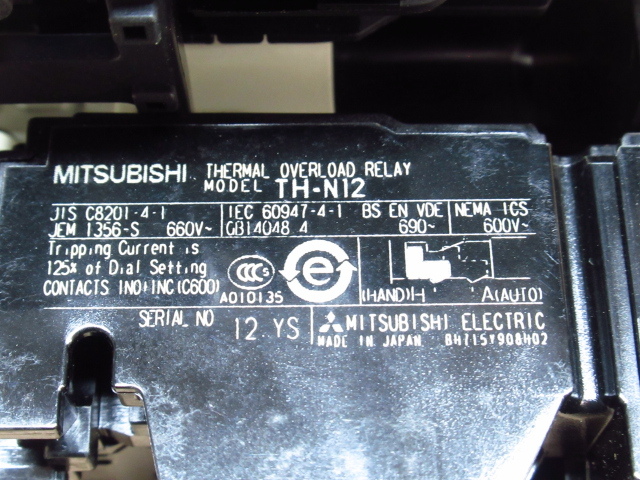 MITSUBISHI THERMAL OVERLOAD RELAY
MODEL TH-N12
JIS C8201-4-1 IEC 60947-4-1 BS EN VDE NEMA ICS
JEM 1356-S 660V~ GB14048.4 690~ 600V~
Tripping Current is
125% of Dial Setting
CONTACTS 1NO+1NC(C600)
CCC S e
A010135 (HAND)H A(AUTO)
SERIAL NO 12 YS MITSUBISHI ELECTRIC
MADE IN JAPAN BH715Y908H02